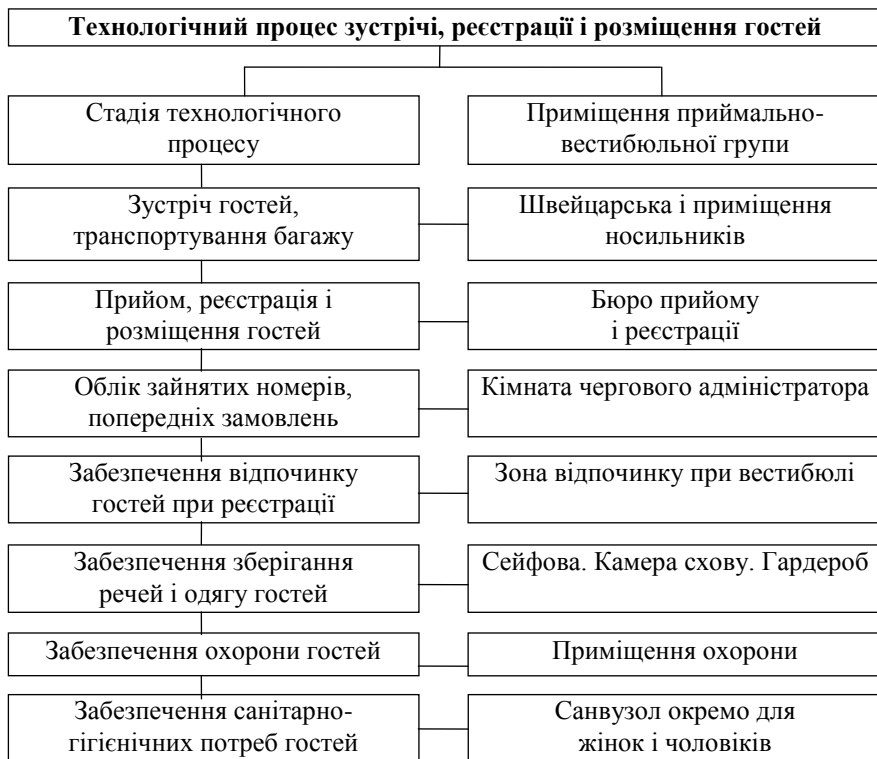 Технологічний процес зустрічі, реєстрації і розміщення гостей
Стадія технологічного
процесу
Приміщення приймально-
вестибюльної групи
Зустріч гостей,
транспортування багажу
Швейцарська і приміщення
носильників
Прийом, реєстрація і
розміщення гостей
Бюро прийому
і реєстрації
Облік зайнятих номерів,
попередніх замовлень
Кімната чергового адміністратора
Забезпечення відпочинку
гостей при реєстрації
Зона відпочинку при вестибюлі
Забезпечення зберігання
речей і одягу гостей
Сейфова. Камера схову. Гардероб
Забезпечення охорони гостей
Приміщення охорони
Забезпечення санітарно-
гігієнічних потреб гостей
Санвузол окремо для
жінок і чоловіків